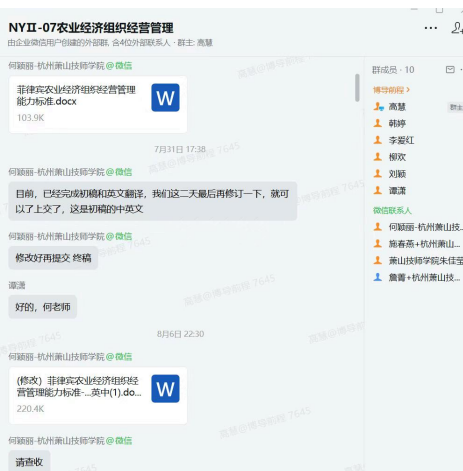 NYⅡ-07农业经济组织经营管理
由企业微信用户创建的外部群, 含4位外部联系人 · 群主: 高慧
何颖丽-杭州萧山技师学院@微信
菲律宾农业经济组织经营管理
能力标准.docx
103.9K
W
7月31日 17:38
何颖丽-杭州萧山技师学院@微信
目前，已经完成初稿和英文翻译，我们这二天最后再修订一下，就可
以了上交了，这是初稿的中英文
何颖丽-杭州萧山技师学院@微信
修改好再提交 终稿
谭潇
好的，何老师
8月6日 22:30
何颖丽-杭州萧山技师学院@微信
(修改）菲律宾农业经济组织经
营管理能力标准-...英中(1).do...
220.4K
W
何颖丽-杭州萧山技师学院@微信
请查收
群成员 · 10
博导前程 >
高慧
群主
韩婷
李爱红
柳欢
刘颖
谭潇
微信联系人
何颖丽-杭州萧山技...
施春燕+杭州萧山...
萧山技师学院朱佳莹
詹菁+杭州萧山技...
高慧@博导前程 7645